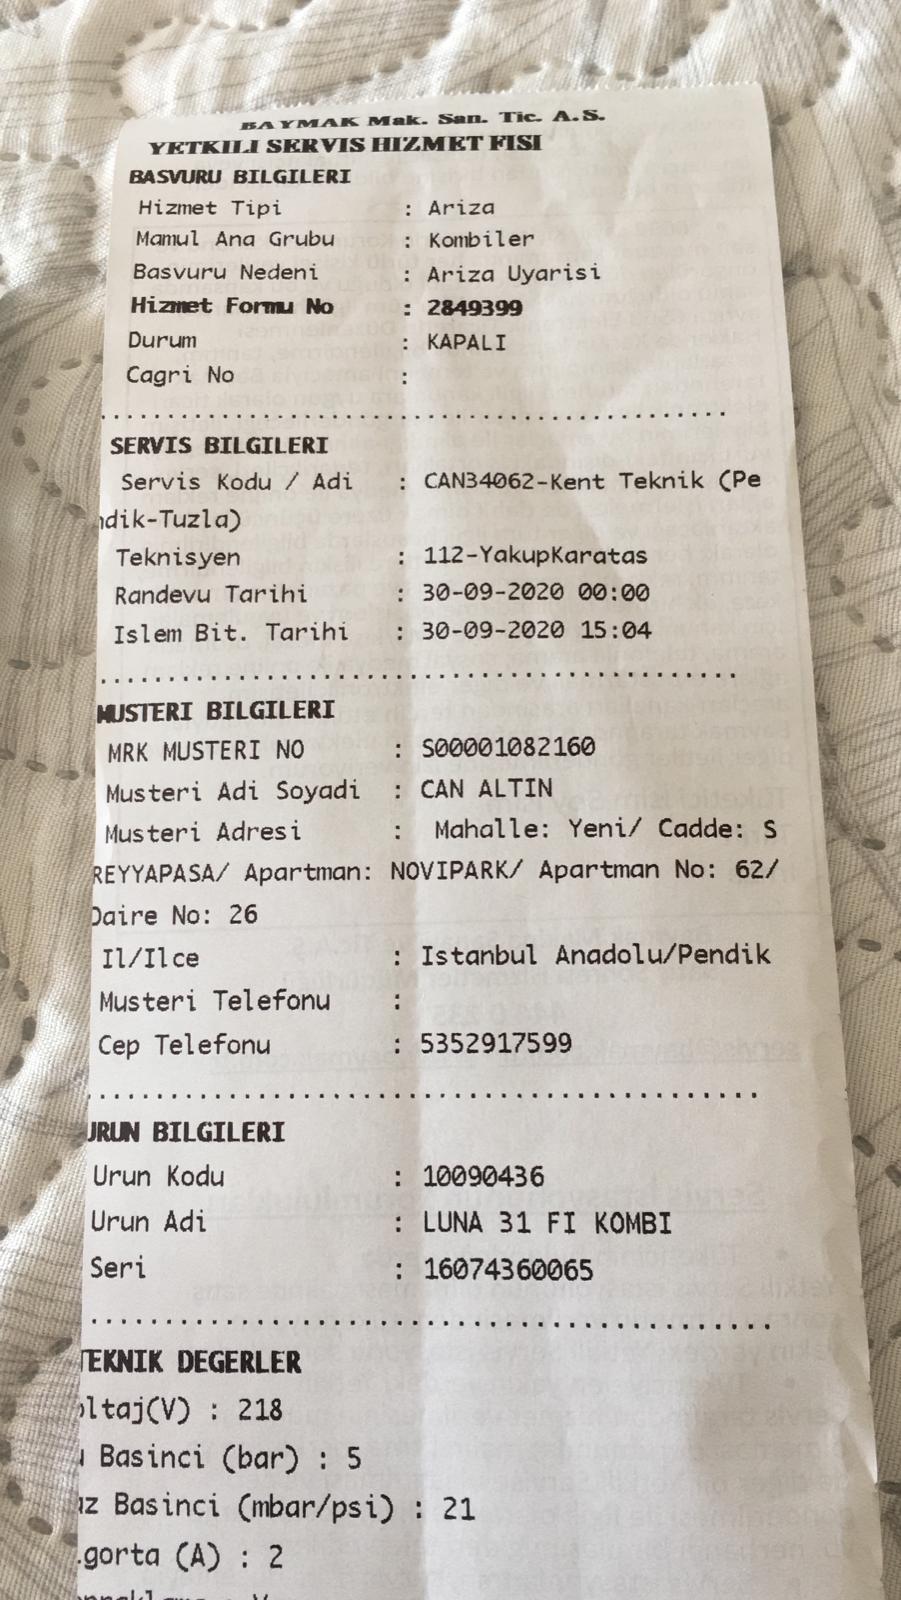 BAYMAK Mak. San. Tic. A.S.
YETKILI SERVIS HIZMET FISI
BASVURU BILGILERI
Hizmet Tipi : Ariza
Mamul Ana Grubu : Kombiler
Basvuru Nedeni : Ariza Uyarisi
Hizmet Formu No : 2849399
Durum : KAPALI
Cagri No :
SERVIS BILGILERI
Servis Kodu / Adi : CAN34062-Kent Teknik (Pe
ndik-Tuzla)
Teknisyen : 112-YakupKaratas
Randevu Tarihi : 30-09-2020 00:00
Islem Bit. Tarihi : 30-09-2020 15:04
MUSTERI BILGILERI
MRK MUSTERI NO : S00001082160
Musteri Adi Soyadi : CAN ALTIN
Musteri Adresi : Mahalle: Yeni/ Cadde: S
REYYAPASA/ Apartman: NOVIPARK/ Apartman No: 62/
Daire No: 26
Il/Ilce : Istanbul Anadolu/Pendik
Musteri Telefonu :
Cep Telefonu : 5352917599
URUN BILGILERI
Urun Kodu : 10090436
Urun Adi : LUNA 31 FI KOMBI
Seri : 16074360065
TEKNIK DEGERLER
oltaj(V) : 218
Basinci (bar) : 5
az Basinci (mbar/psi) : 21
gorta (A) : 2